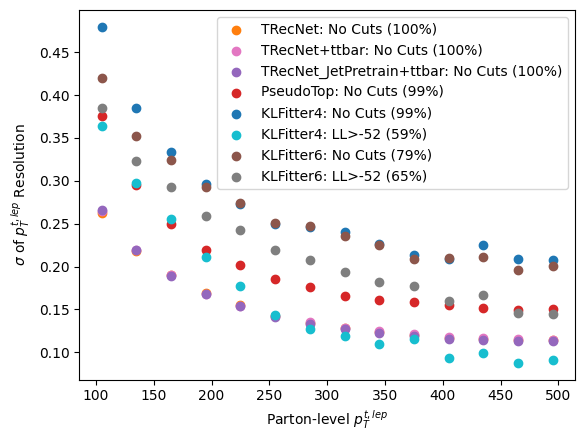 TRecNet: No Cuts (100%)
TRecNet+ttbar: No Cuts (100%)
TRecNet_JetPretrain+ttbar: No Cuts (100%)
PseudoTop: No Cuts (99%)
KLFitter4: No Cuts (99%)
KLFitter4: LL>-52 (59%)
KLFitter6: No Cuts (79%)
KLFitter6: LL>-52 (65%)
σ of p_T^{t,lep} Resolution
0.45
0.40
0.35
0.30
0.25
0.20
0.15
0.10
100 150 200 250 300 350 400 450 500
Parton-level p_T^{t,lep}